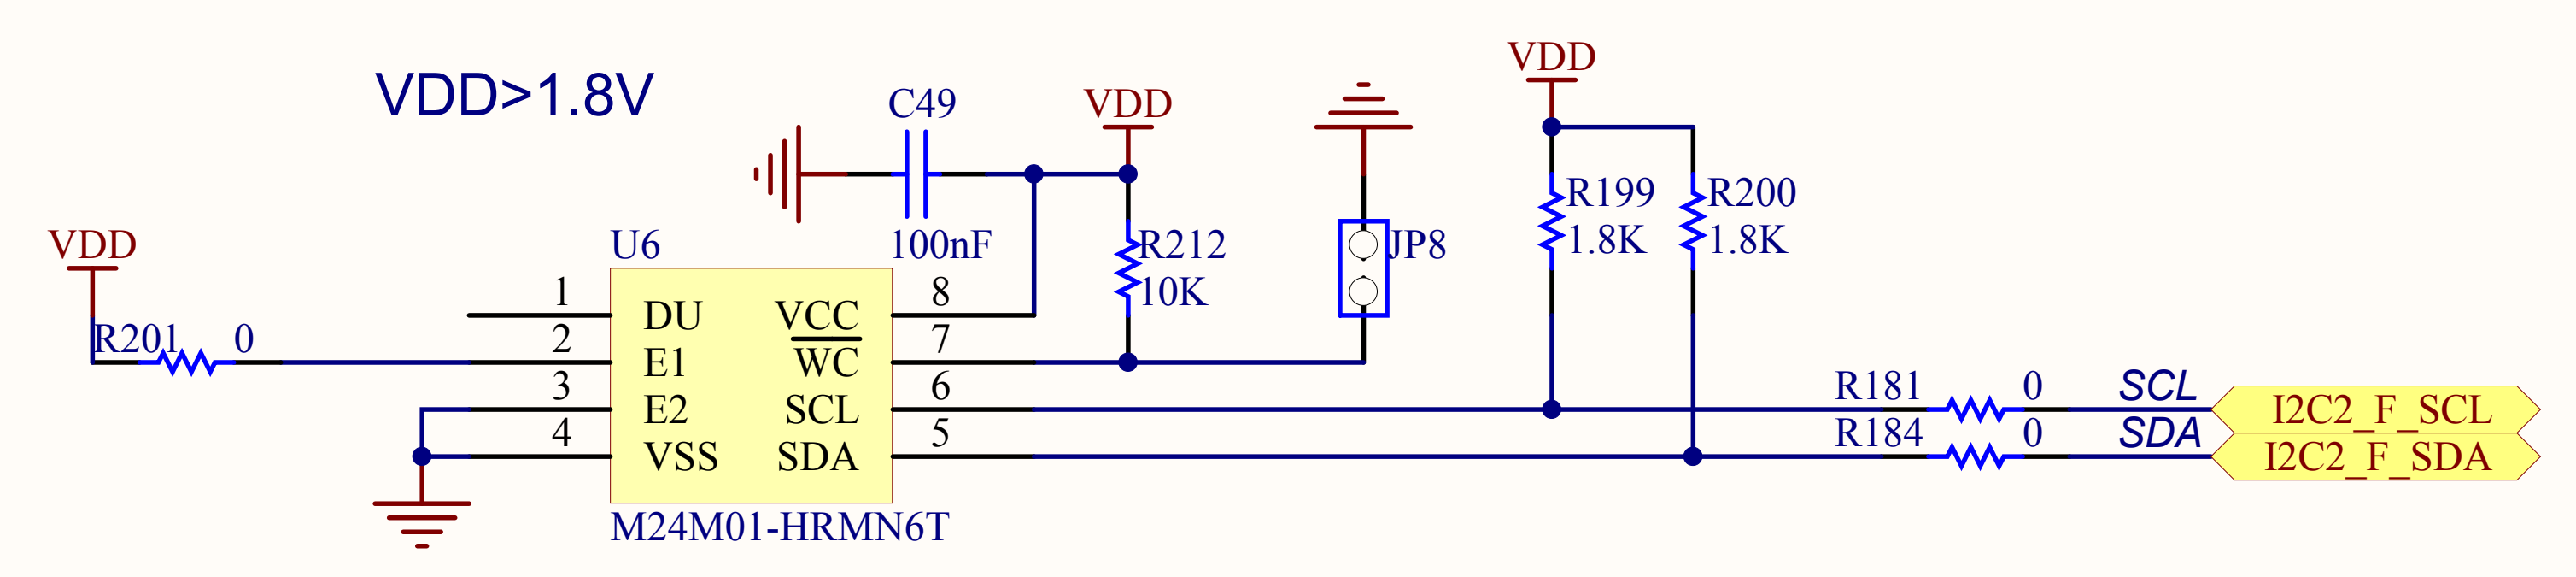 VDD>1.8V
VDD
R201 0
U6
1 DU VCC 8
2 E1 WC 7
3 E2 SCL 6
4 VSS SDA 5
M24M01-HRMN6T
C49
100nF
VDD
R212
10K
JP8
VDD
R199
1.8K
R200
1.8K
R181 0 SCL I2C2_F_SCL
R184 0 SDA I2C2_F_SDA